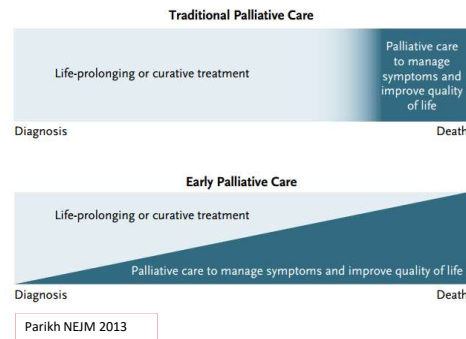 Traditional Palliative Care
Life-prolonging or curative treatment
Palliative care
to manage
symptoms and
improve quality
of life
Diagnosis
Death
Early Palliative Care
Life-prolonging or curative treatment
Palliative care to manage symptoms and improve quality of life
Diagnosis
Death
Parikh NEJM 2013